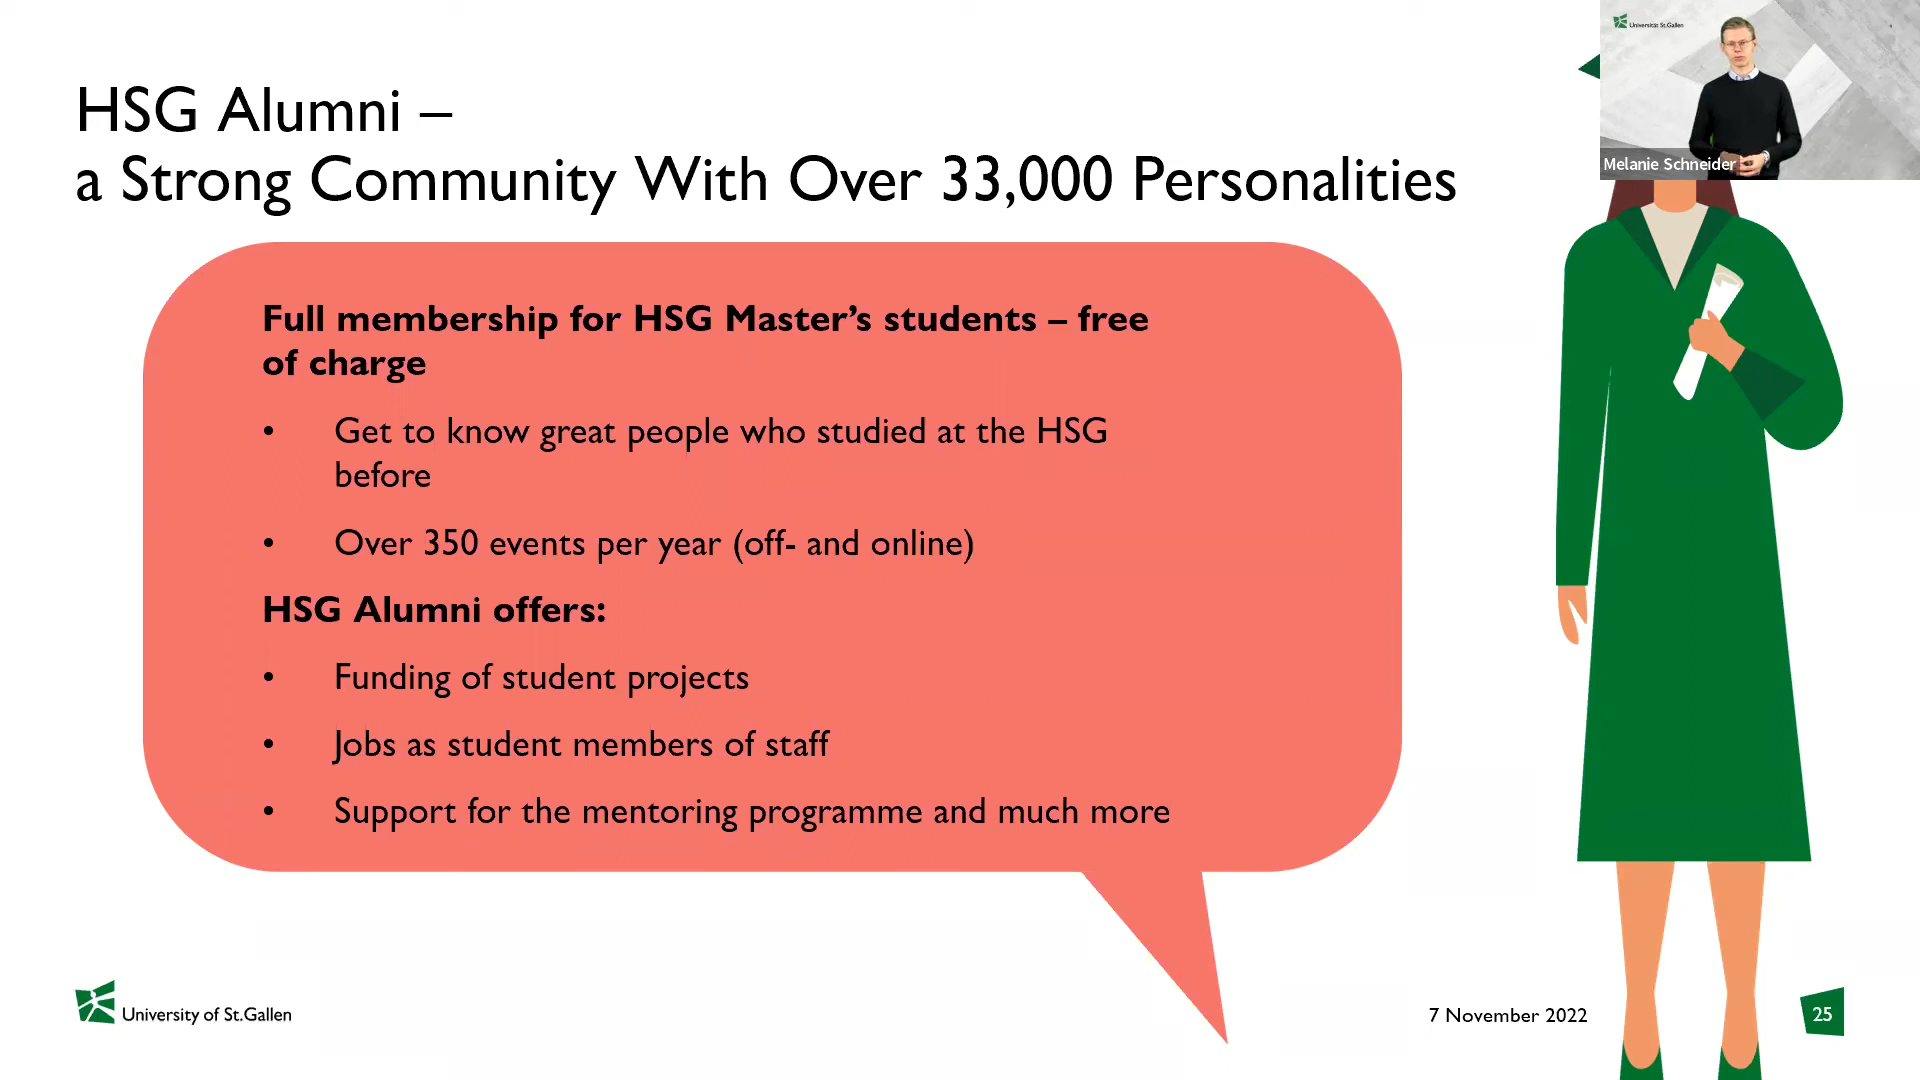 HSG Alumni –
a Strong Community With Over 33,000 Personalities
Universität St.Gallen
Melanie Schneider
Full membership for HSG Master’s students – free
of charge
• Get to know great people who studied at the HSG
before
• Over 350 events per year (off- and online)
HSG Alumni offers:
• Funding of student projects
• Jobs as student members of staff
• Support for the mentoring programme and much more
University of St.Gallen
7 November 2022
25